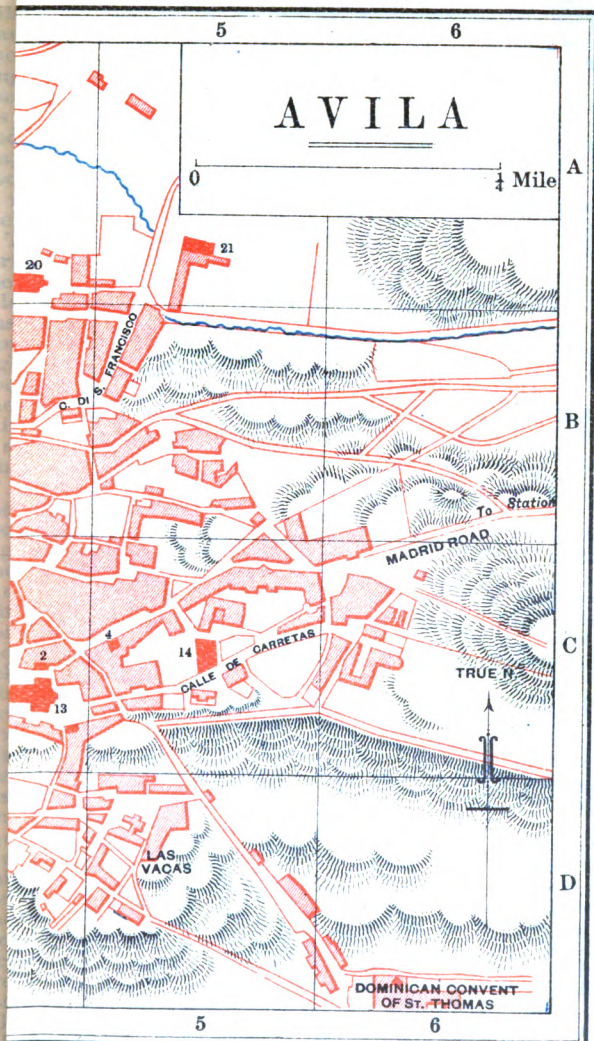 5 6
AVILA
0 ¼ Mile
A
20
21
C. DI S. FRANCISCO
B
To Station
MADRID ROAD
4
14
2
CALLE DE CARRETAS
C
13
TRUE N.
LAS
VACAS
D
DOMINICAN CONVENT
OF ST. THOMAS
5 6